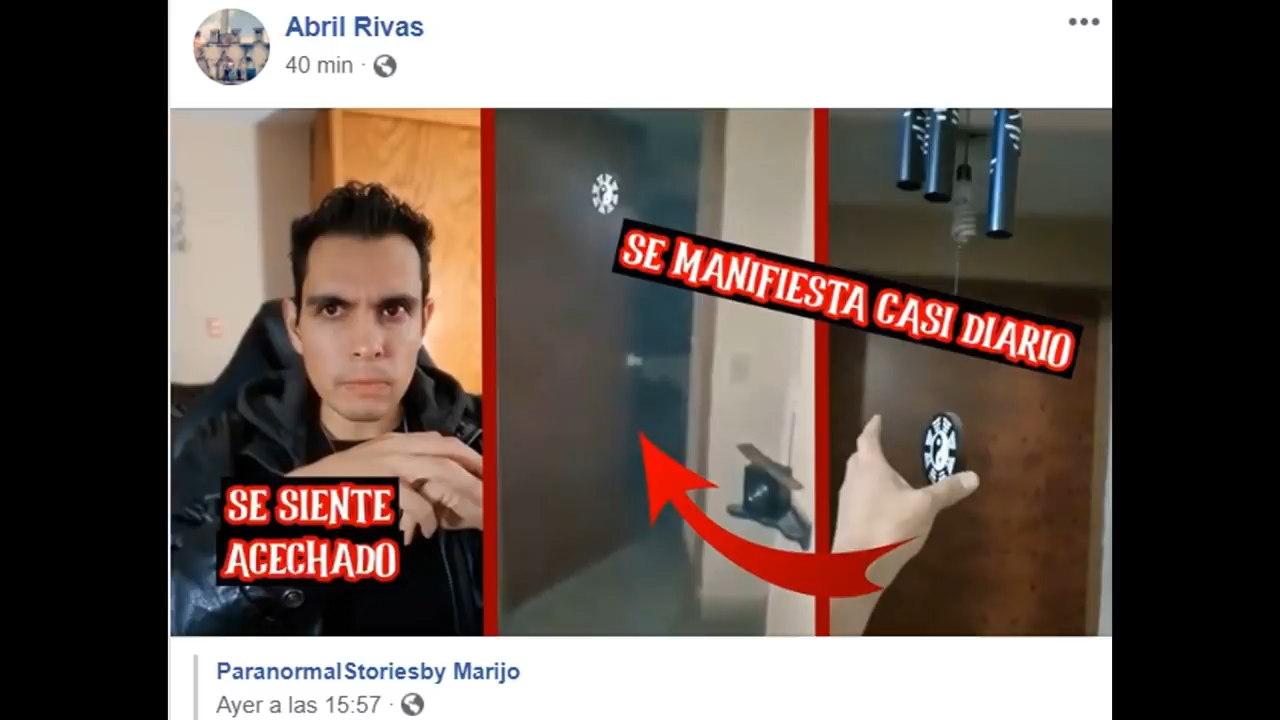 Abril Rivas
40 min ·
SE MANIFIESTA CASI DIARIO
SE SIENTE
ACECHADO
ParanormalStoriesby Marijo
Ayer a las 15:57 ·